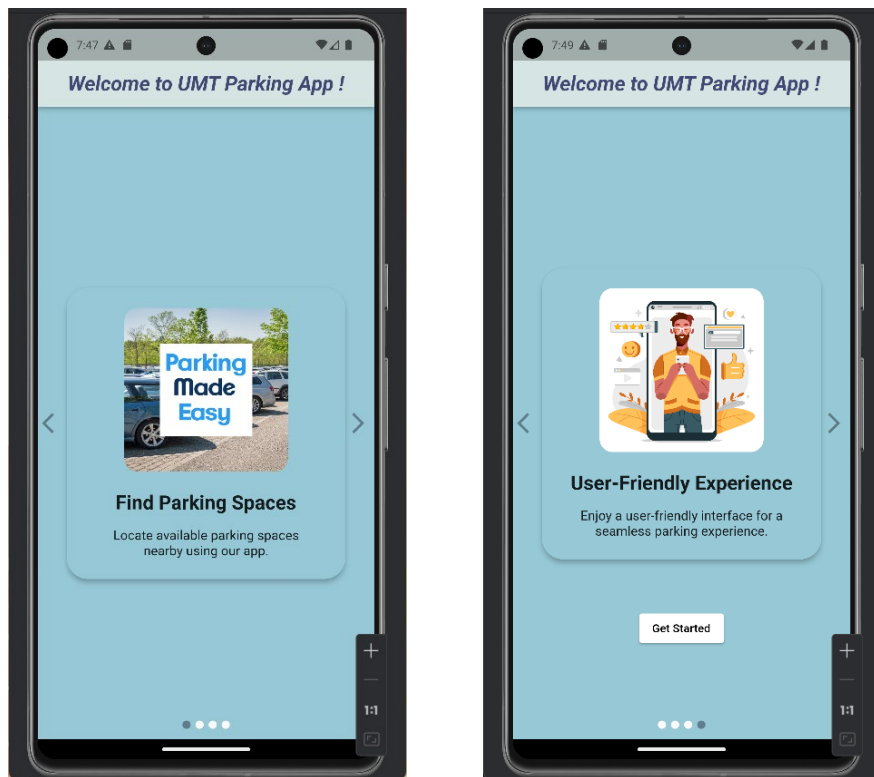 7:47
Welcome to UMT Parking App !
Parking
Made
Easy
Find Parking Spaces
Locate available parking spaces
nearby using our app.
1:1
7:49
Welcome to UMT Parking App !
User-Friendly Experience
Enjoy a user-friendly interface for a
seamless parking experience.
Get Started
1:1